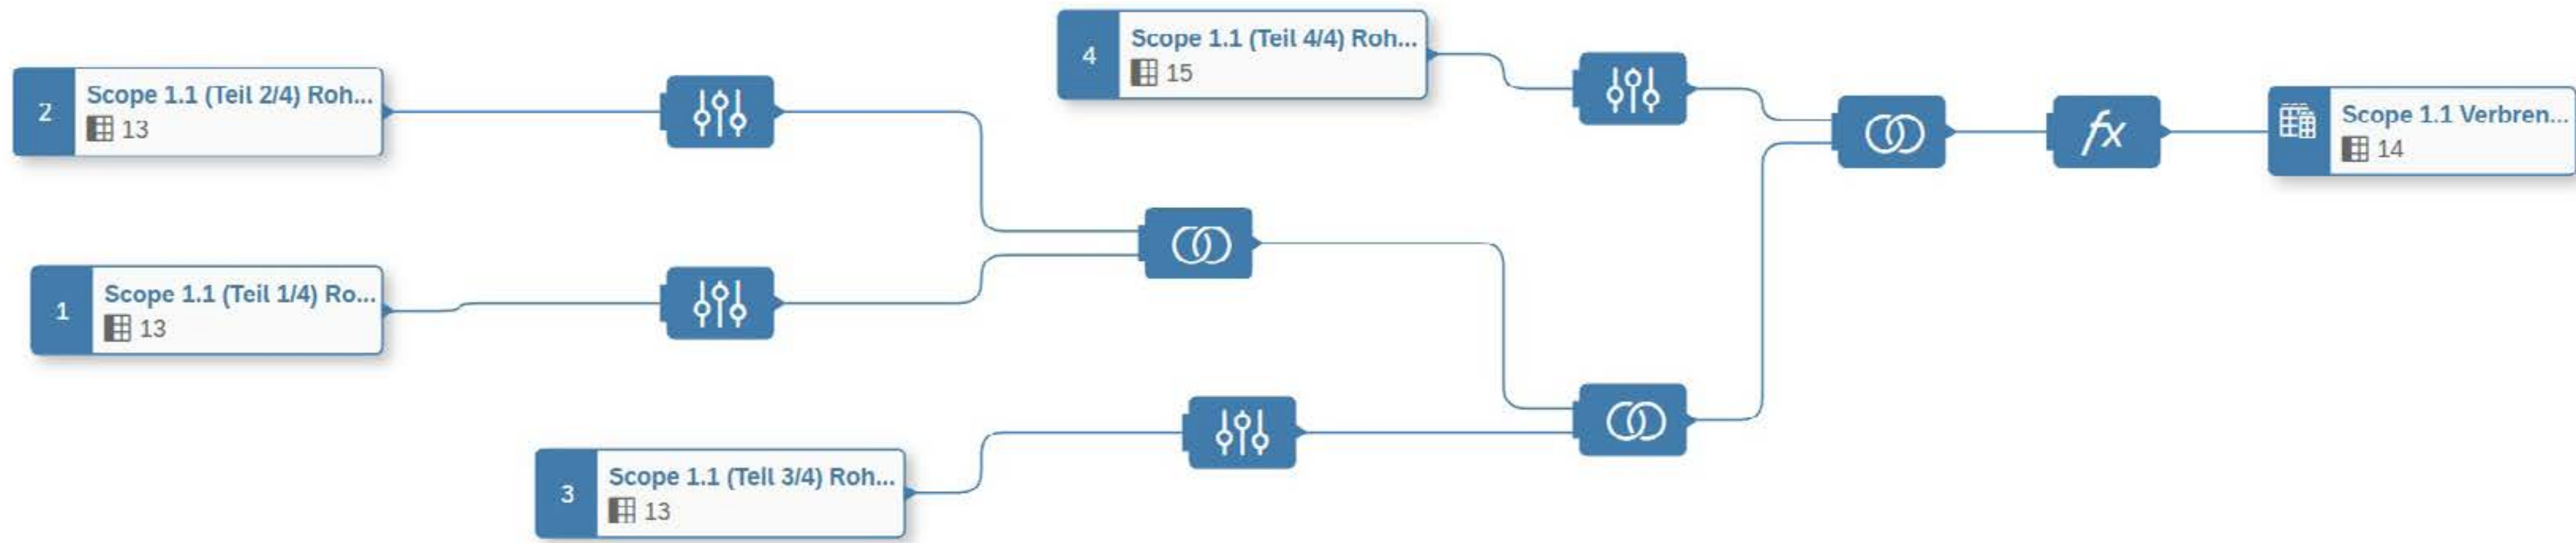 4
Scope 1.1 (Teil 4/4) Roh...
15
2
Scope 1.1 (Teil 2/4) Roh...
13
fx
Scope 1.1 Verbren...
14
1
Scope 1.1 (Teil 1/4) Ro...
13
3
Scope 1.1 (Teil 3/4) Roh...
13